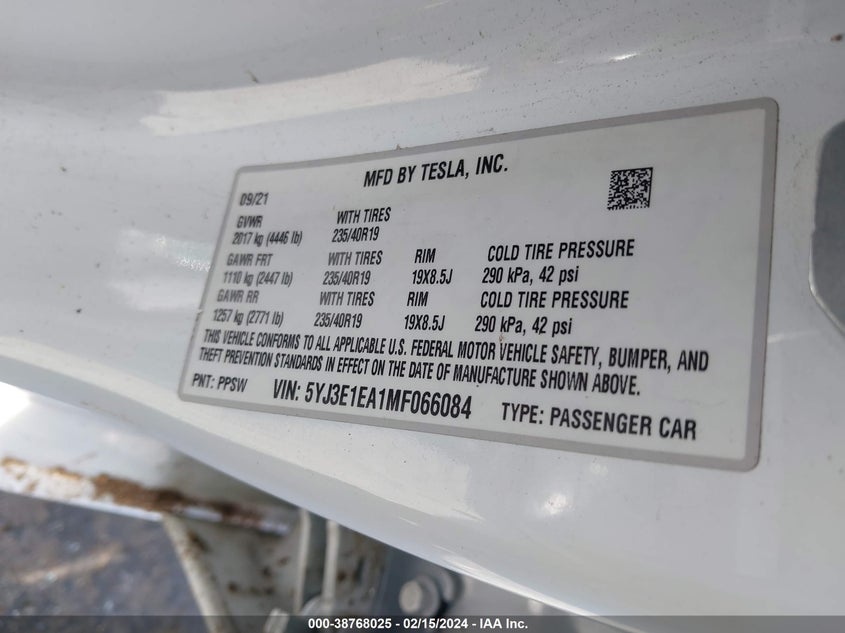 MFD BY TESLA, INC.
09/21
GVWR WITH TIRES
2017 kg (4446 lb) 235/40R19
GAWR FRT WITH TIRES RIM COLD TIRE PRESSURE
1110 kg (2447 lb) 235/40R19 19X8.5J 290 kPa, 42 psi
GAWR RR WITH TIRES RIM COLD TIRE PRESSURE
1257 kg (2771 lb) 235/40R19 19X8.5J 290 kPa, 42 psi
THIS VEHICLE CONFORMS TO ALL APPLICABLE U.S. FEDERAL MOTOR VEHICLE SAFETY, BUMPER, AND
THEFT PREVENTION STANDARDS IN EFFECT ON THE DATE OF MANUFACTURE SHOWN ABOVE.
PNT: PPSW VIN: 5YJ3E1EA1MF066084 TYPE: PASSENGER CAR
000-38768025 - 02/15/2024 - IAA Inc.